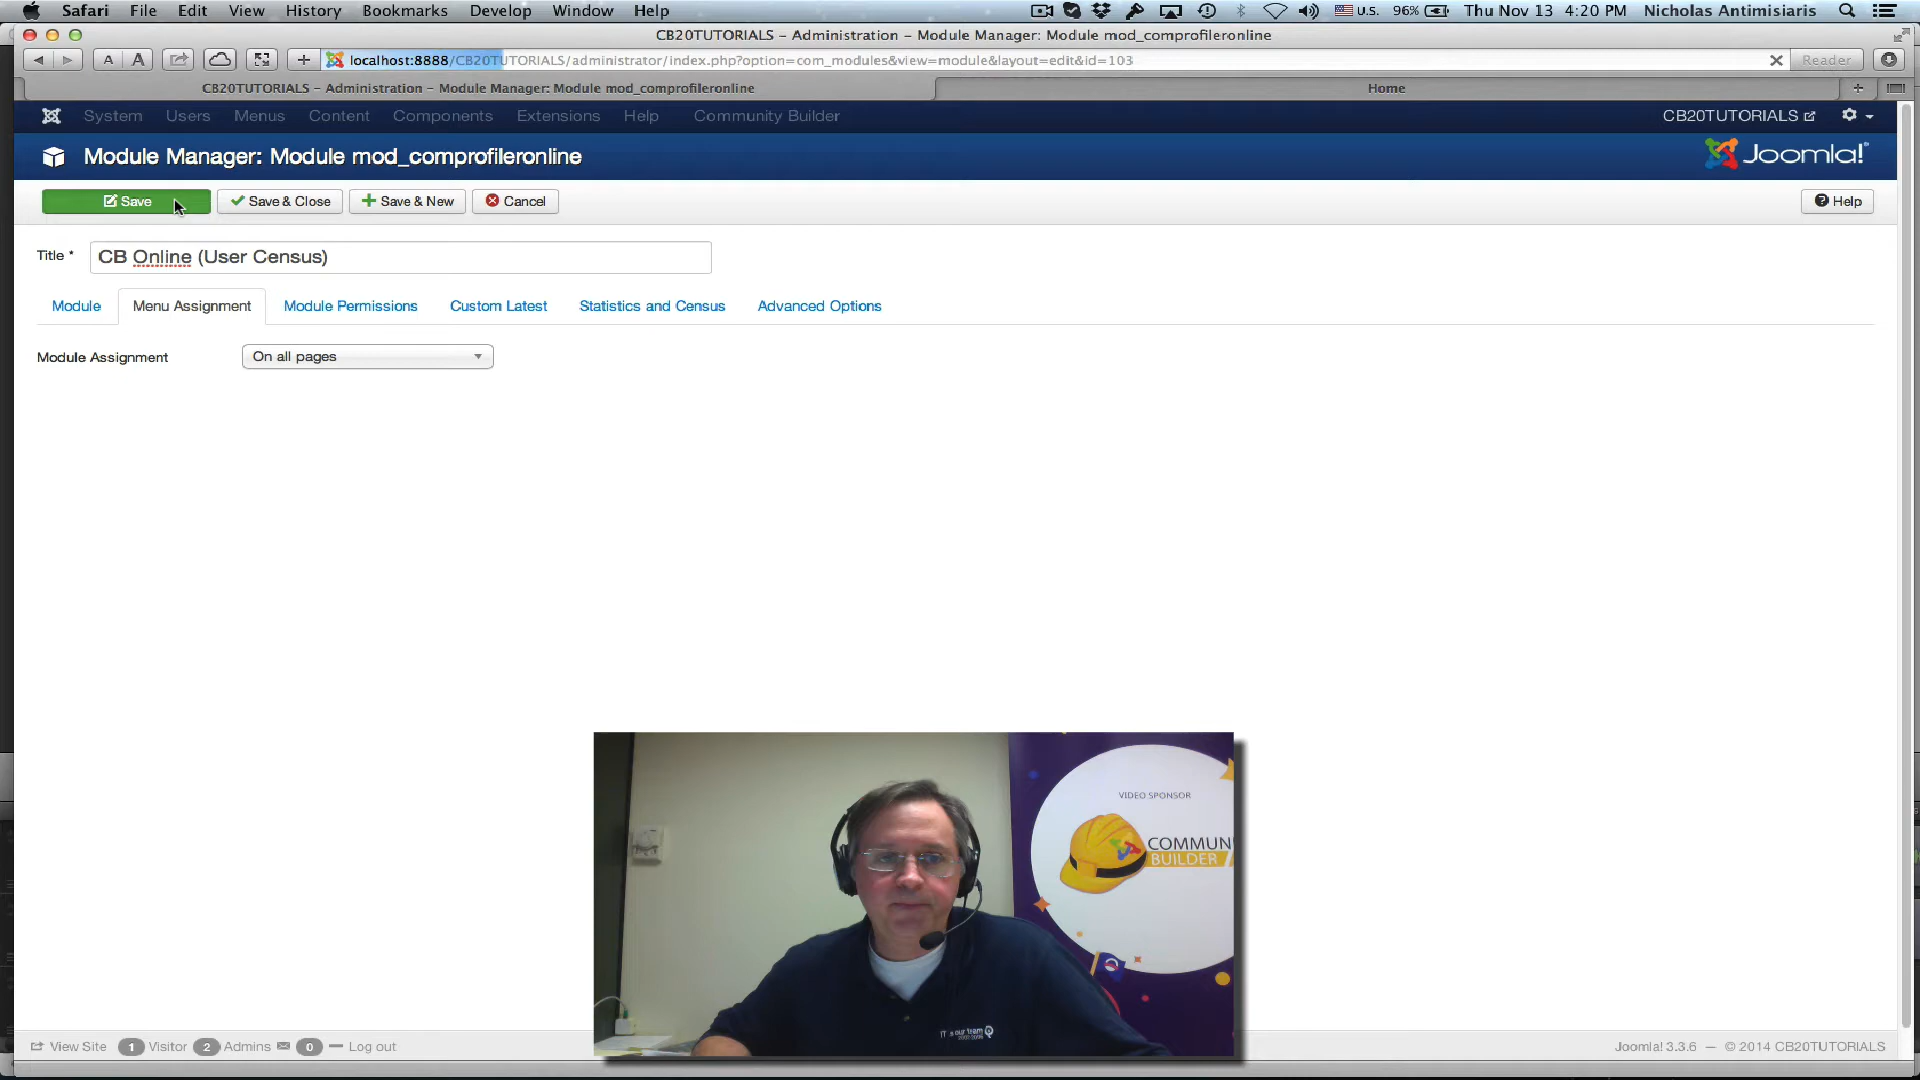 Safari File Edit View History Bookmarks Develop Window Help U.S. 96% Thu Nov 13 4:20 PM Nicholas Antimisiaris
CB20TUTORIALS – Administration – Module Manager: Module mod_comprofileronline
A A + localhost:8888/CB20TUTORIALS/administrator/index.php?option=com_modules&view=module&layout=edit&id=103 Reader
CB20TUTORIALS – Administration – Module Manager: Module mod_comprofileronline Home +
System Users Menus Content Components Extensions Help Community Builder CB20TUTORIALS
Module Manager: Module mod_comprofileronline Joomla!
Save Save & Close Save & New Cancel Help
Title * CB Online (User Census)
Module Menu Assignment Module Permissions Custom Latest Statistics and Census Advanced Options
Module Assignment On all pages
VIDEO SPONSOR
COMMUN
BUILDER
IT is our team
View Site 1 Visitor 2 Admins 0 Log out Joomla! 3.3.6 — © 2014 CB20TUTORIALS